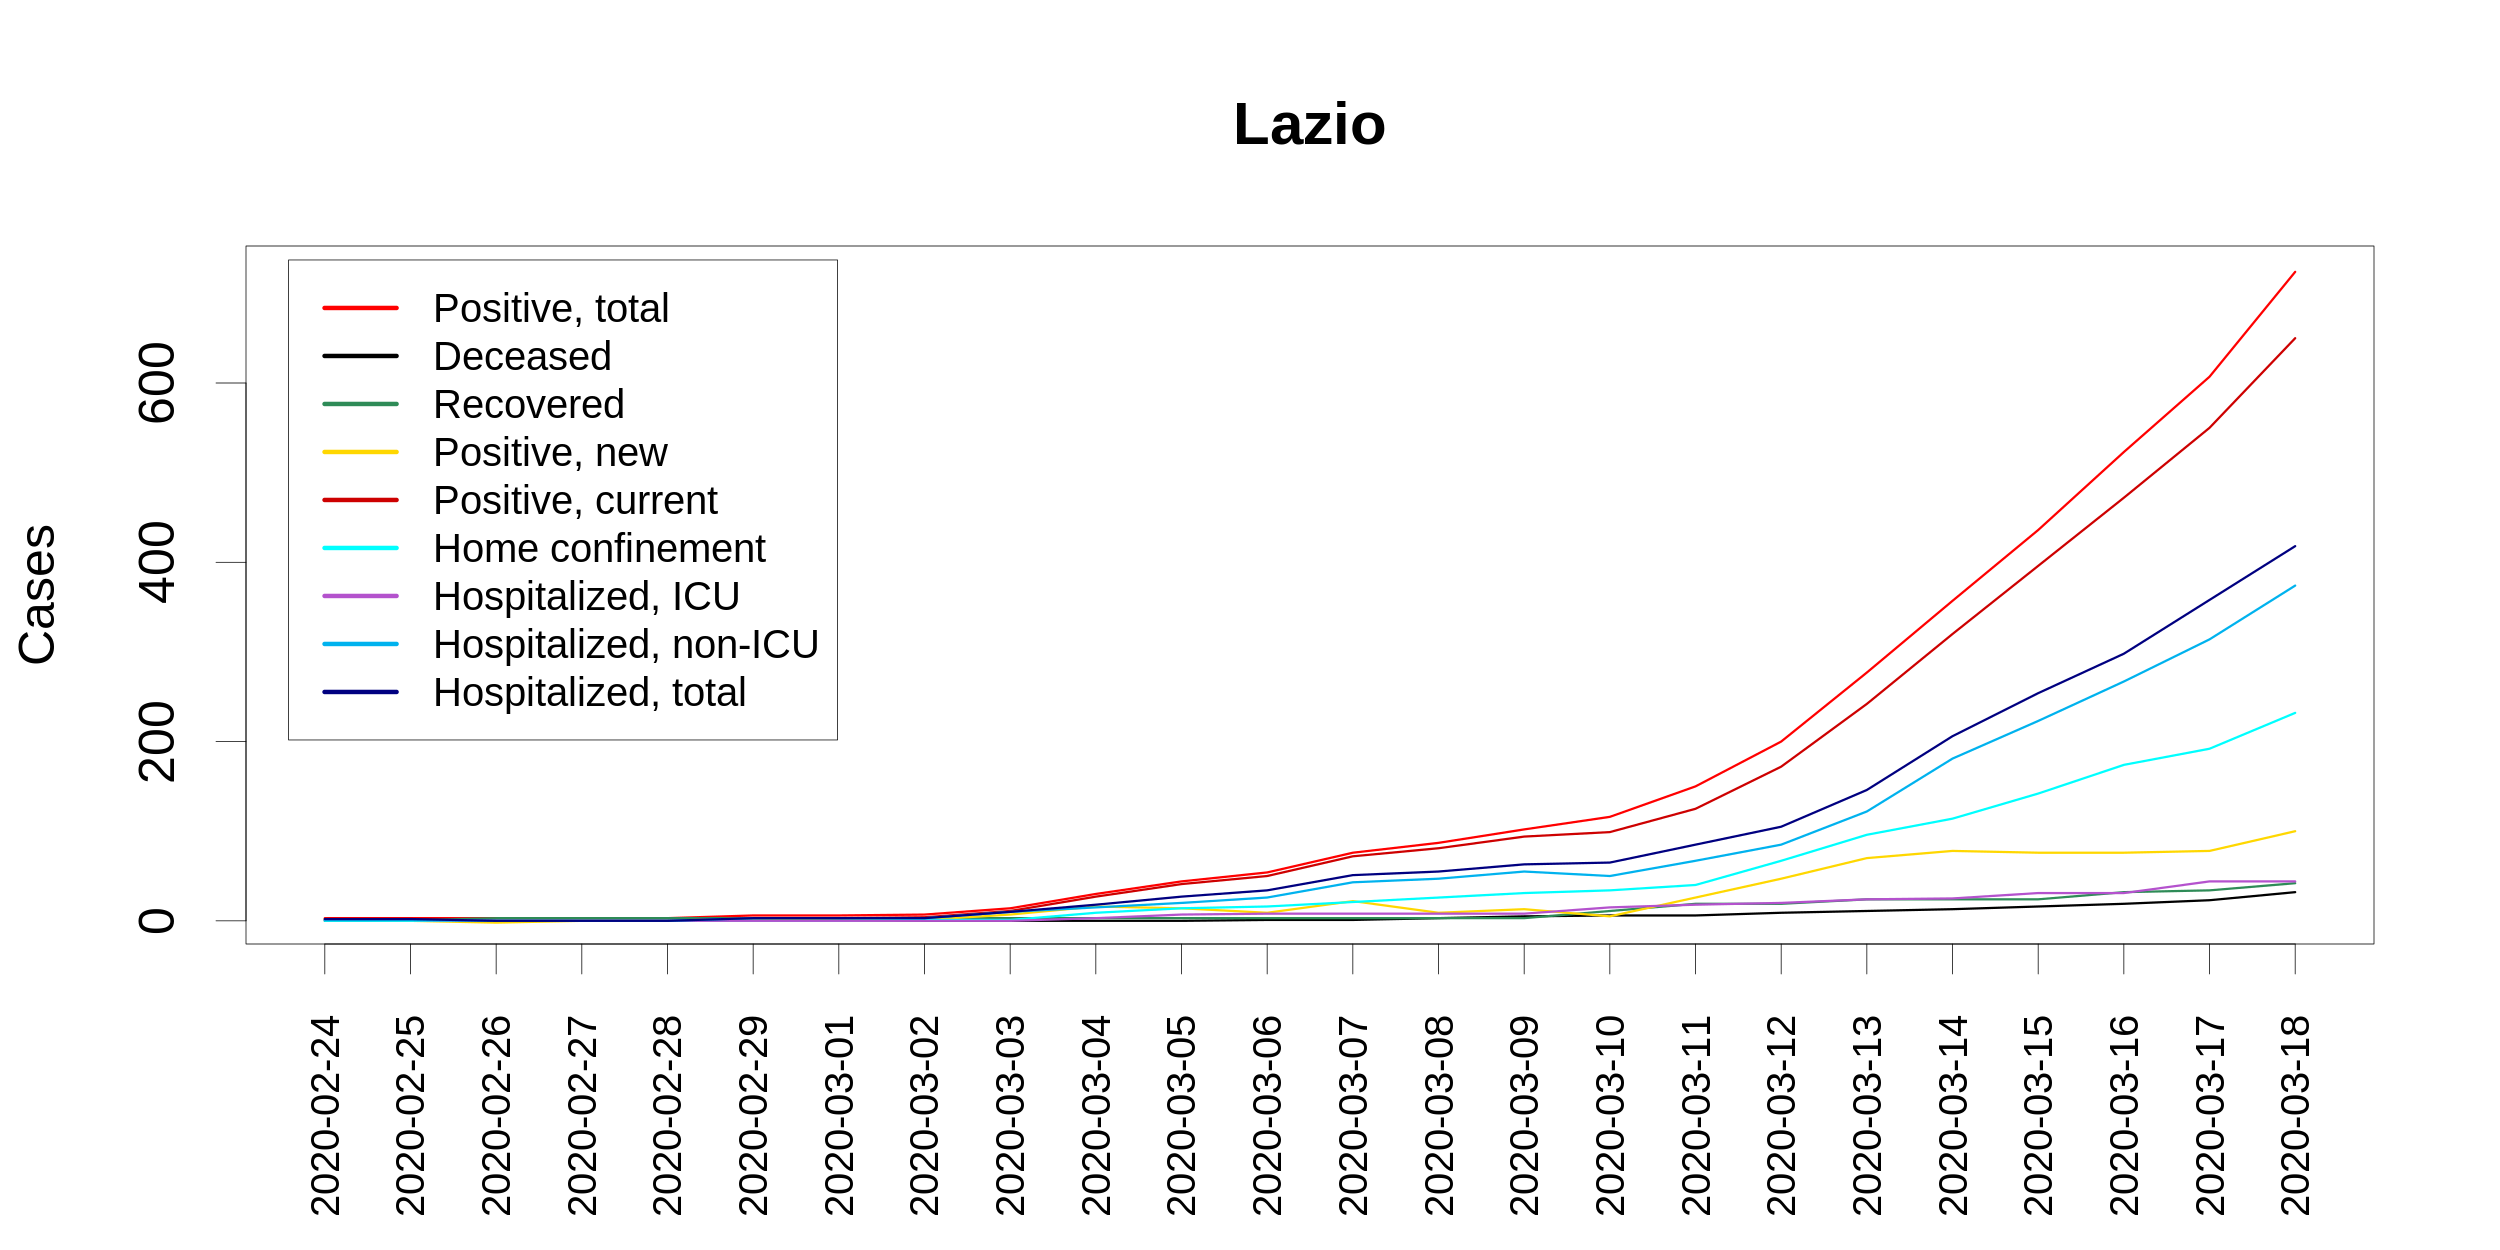 Lazio
Cases
600
400
200
0
Positive, total
Deceased
Recovered
Positive, new
Positive, current
Home confinement
Hospitalized, ICU
Hospitalized, non-ICU
Hospitalized, total
2020-02-24
2020-02-25
2020-02-26
2020-02-27
2020-02-28
2020-02-29
2020-03-01
2020-03-02
2020-03-03
2020-03-04
2020-03-05
2020-03-06
2020-03-07
2020-03-08
2020-03-09
2020-03-10
2020-03-11
2020-03-12
2020-03-13
2020-03-14
2020-03-15
2020-03-16
2020-03-17
2020-03-18